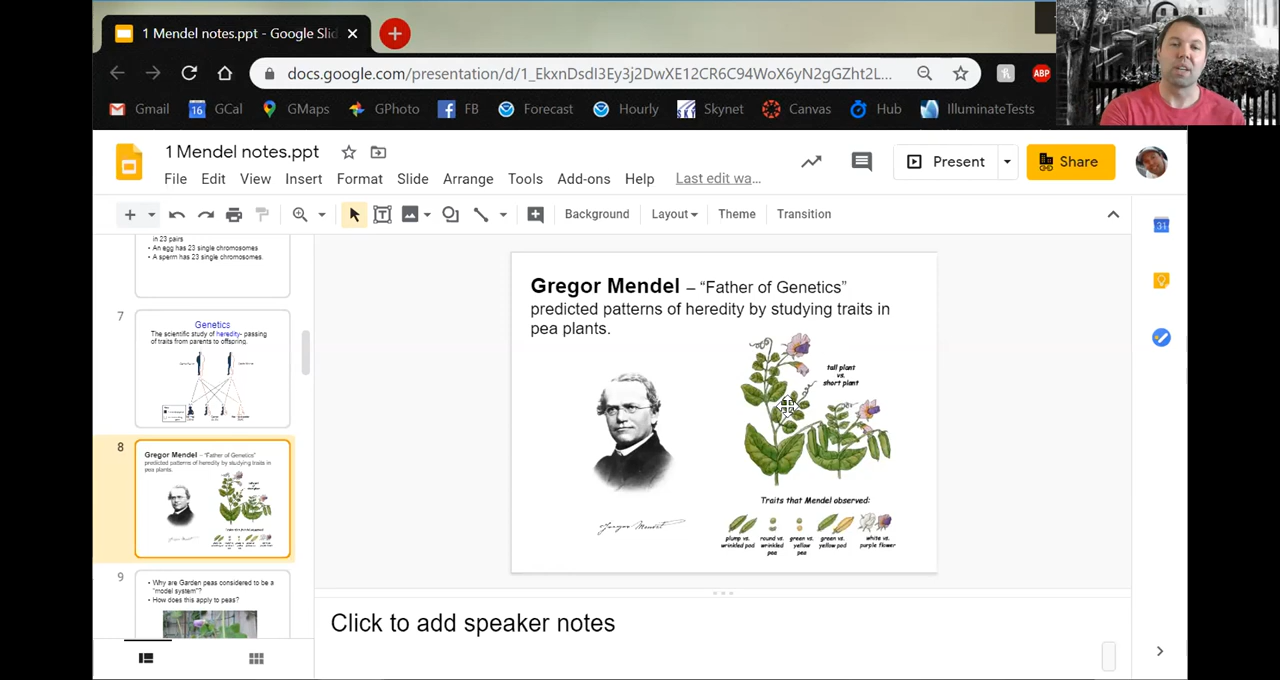 1 Mendel notes.ppt - Google Slid
docs.google.com/presentation/d/1_EkxnDsdI3Ey3j2DwXE12CR6C94WoX6yN2gGZht2L...
ABP
Gmail
16 GCal
GMaps
GPhoto
FB
Forecast
Hourly
Skynet
Canvas
Hub
IlluminateTests
1 Mendel notes.ppt
Present
Share
File Edit View Insert Format Slide Arrange Tools Add-ons Help Last edit wa...
Background Layout Theme Transition
31
in 23 pairs
• An egg has 23 single chromosomes
• A sperm has 23 single chromosomes.
7
Genetics
The scientific study of heredity- passing
of traits from parents to offspring.
8
Gregor Mendel – “Father of Genetics”
predicted patterns of heredity by studying traits in
pea plants.
9
• Why are Garden peas considered to be a
"model system"?
• How does this apply to peas?
Gregor Mendel – “Father of Genetics”
predicted patterns of heredity by studying traits in
pea plants.
tall plant
vs.
short plant
Gregor Mendel
Traits that Mendel observed:
plump vs.
wrinkled pod
round vs.
wrinkled
pea
green vs.
yellow
pea
green vs.
yellow pod
white vs.
purple flower
Click to add speaker notes